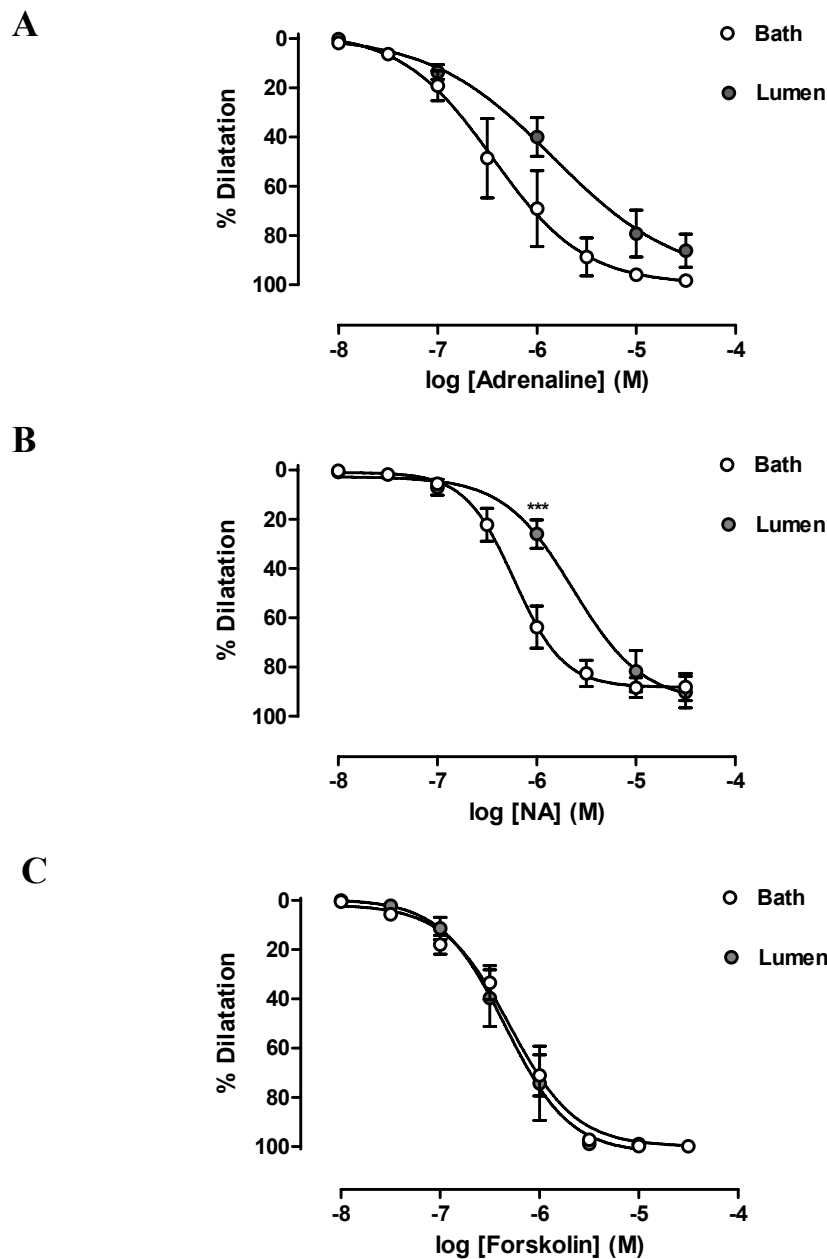 A
Bath
Lumen
0
20
40
60
80
100
% Dilatation
-8 -7 -6 -5 -4
log [Adrenaline] (M)
B
Bath
Lumen
0
20
40
60
80
100
% Dilatation
***
-8 -7 -6 -5 -4
log [NA] (M)
C
Bath
Lumen
0
20
40
60
80
100
% Dilatation
-8 -7 -6 -5 -4
log [Forskolin] (M)